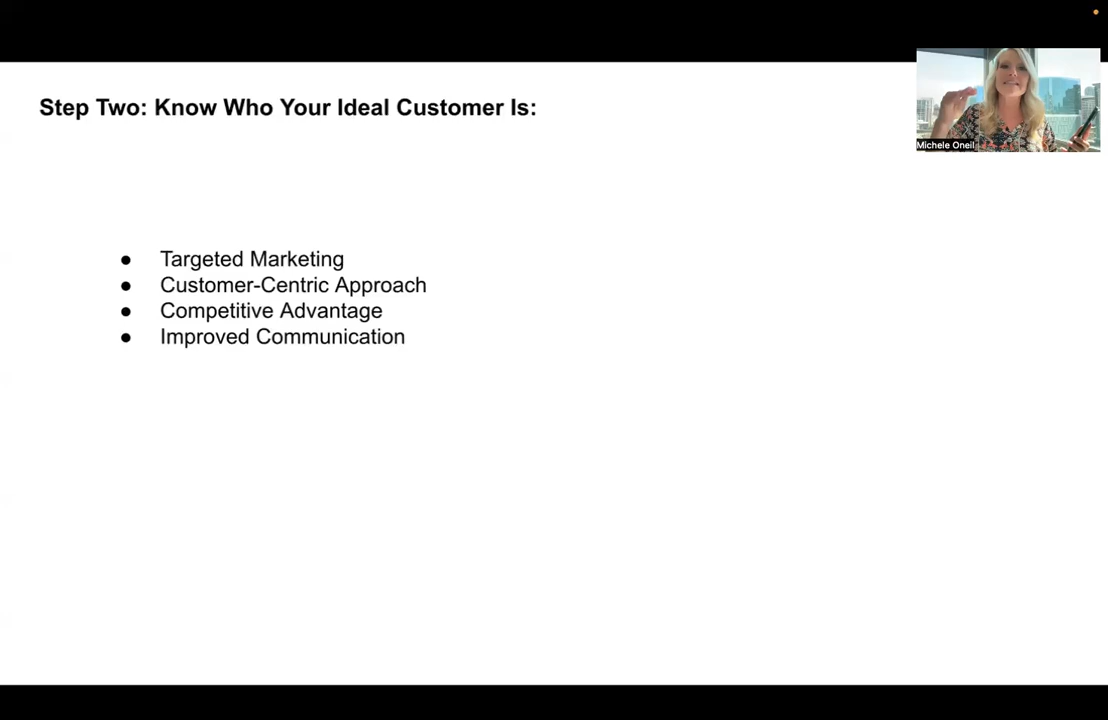 Step Two: Know Who Your Ideal Customer Is:
Michele Oneil
● Targeted Marketing
● Customer-Centric Approach
● Competitive Advantage
● Improved Communication